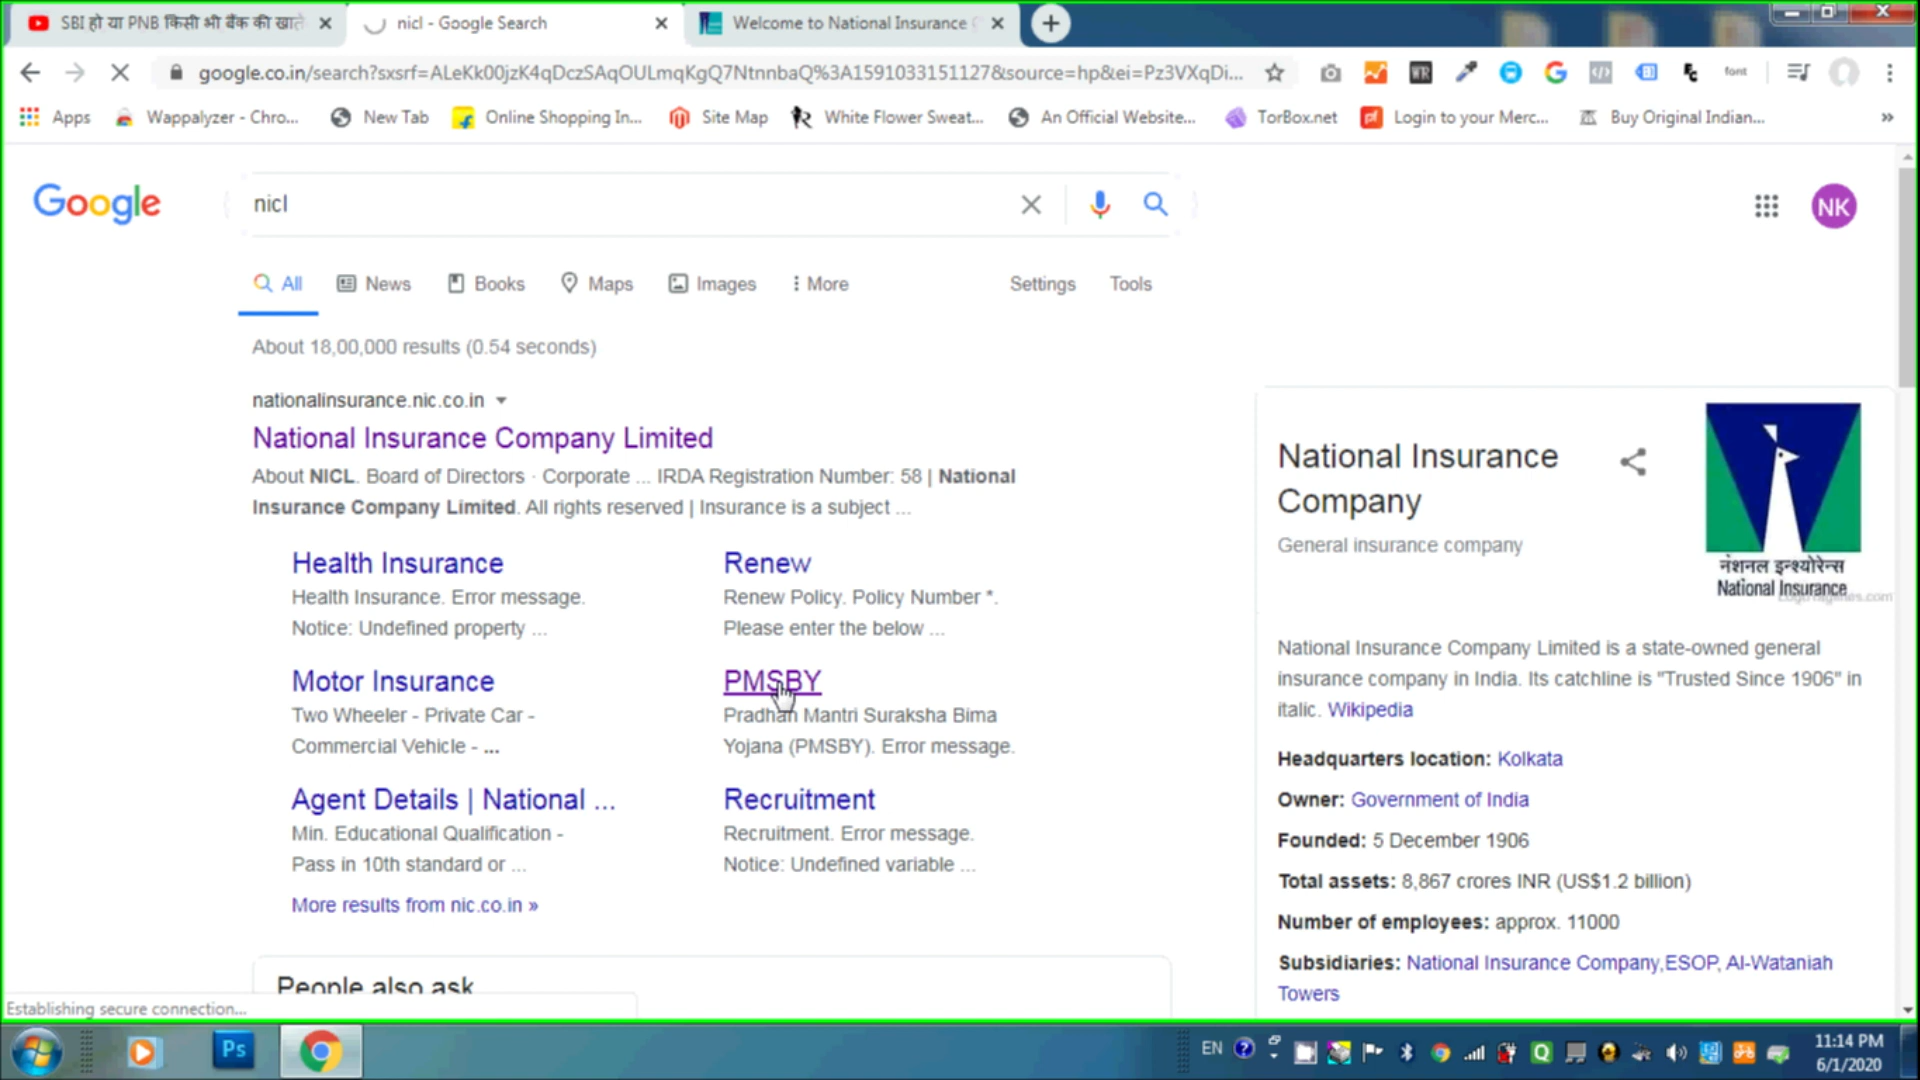 SBI हो या PNB किसी भी बैंक की खाते
nicl - Google Search
Welcome to National Insurance
google.co.in/search?sxsrf=ALeKk00jzK4qDczSAqOULmqKgQ7NtnnbaQ%3A1591033151127&source=hp&ei=Pz3VXqDi...
WR
font
Apps
Wappalyzer - Chro...
New Tab
Online Shopping In...
Site Map
White Flower Sweat...
An Official Website...
TorBox.net
Login to your Merc...
Buy Original Indian...
»
Google
nicl
NK
All
News
Books
Maps
Images
More
Settings
Tools
About 18,00,000 results (0.54 seconds)
nationalinsurance.nic.co.in
National Insurance Company Limited
About NICL. Board of Directors · Corporate ... IRDA Registration Number: 58 | National
Insurance Company Limited. All rights reserved | Insurance is a subject ...
Health Insurance
Health Insurance. Error message.
Notice: Undefined property ...
Renew
Renew Policy. Policy Number *.
Please enter the below ...
Motor Insurance
Two Wheeler - Private Car -
Commercial Vehicle - ...
PMSBY
Pradhan Mantri Suraksha Bima
Yojana (PMSBY). Error message.
Agent Details | National ...
Min. Educational Qualification -
Pass in 10th standard or ...
Recruitment
Recruitment. Error message.
Notice: Undefined variable ...
More results from nic.co.in »
People also ask
National Insurance
Company
General insurance company
नेशनल इन्श्योरेन्स
National Insurance
National Insurance Company Limited is a state-owned general
insurance company in India. Its catchline is "Trusted Since 1906" in
italic. Wikipedia
Headquarters location: Kolkata
Owner: Government of India
Founded: 5 December 1906
Total assets: 8,867 crores INR (US$1.2 billion)
Number of employees: approx. 11000
Subsidiaries: National Insurance Company,ESOP, Al-Wataniah
Towers
Establishing secure connection...
Ps
EN
11:14 PM
6/1/2020